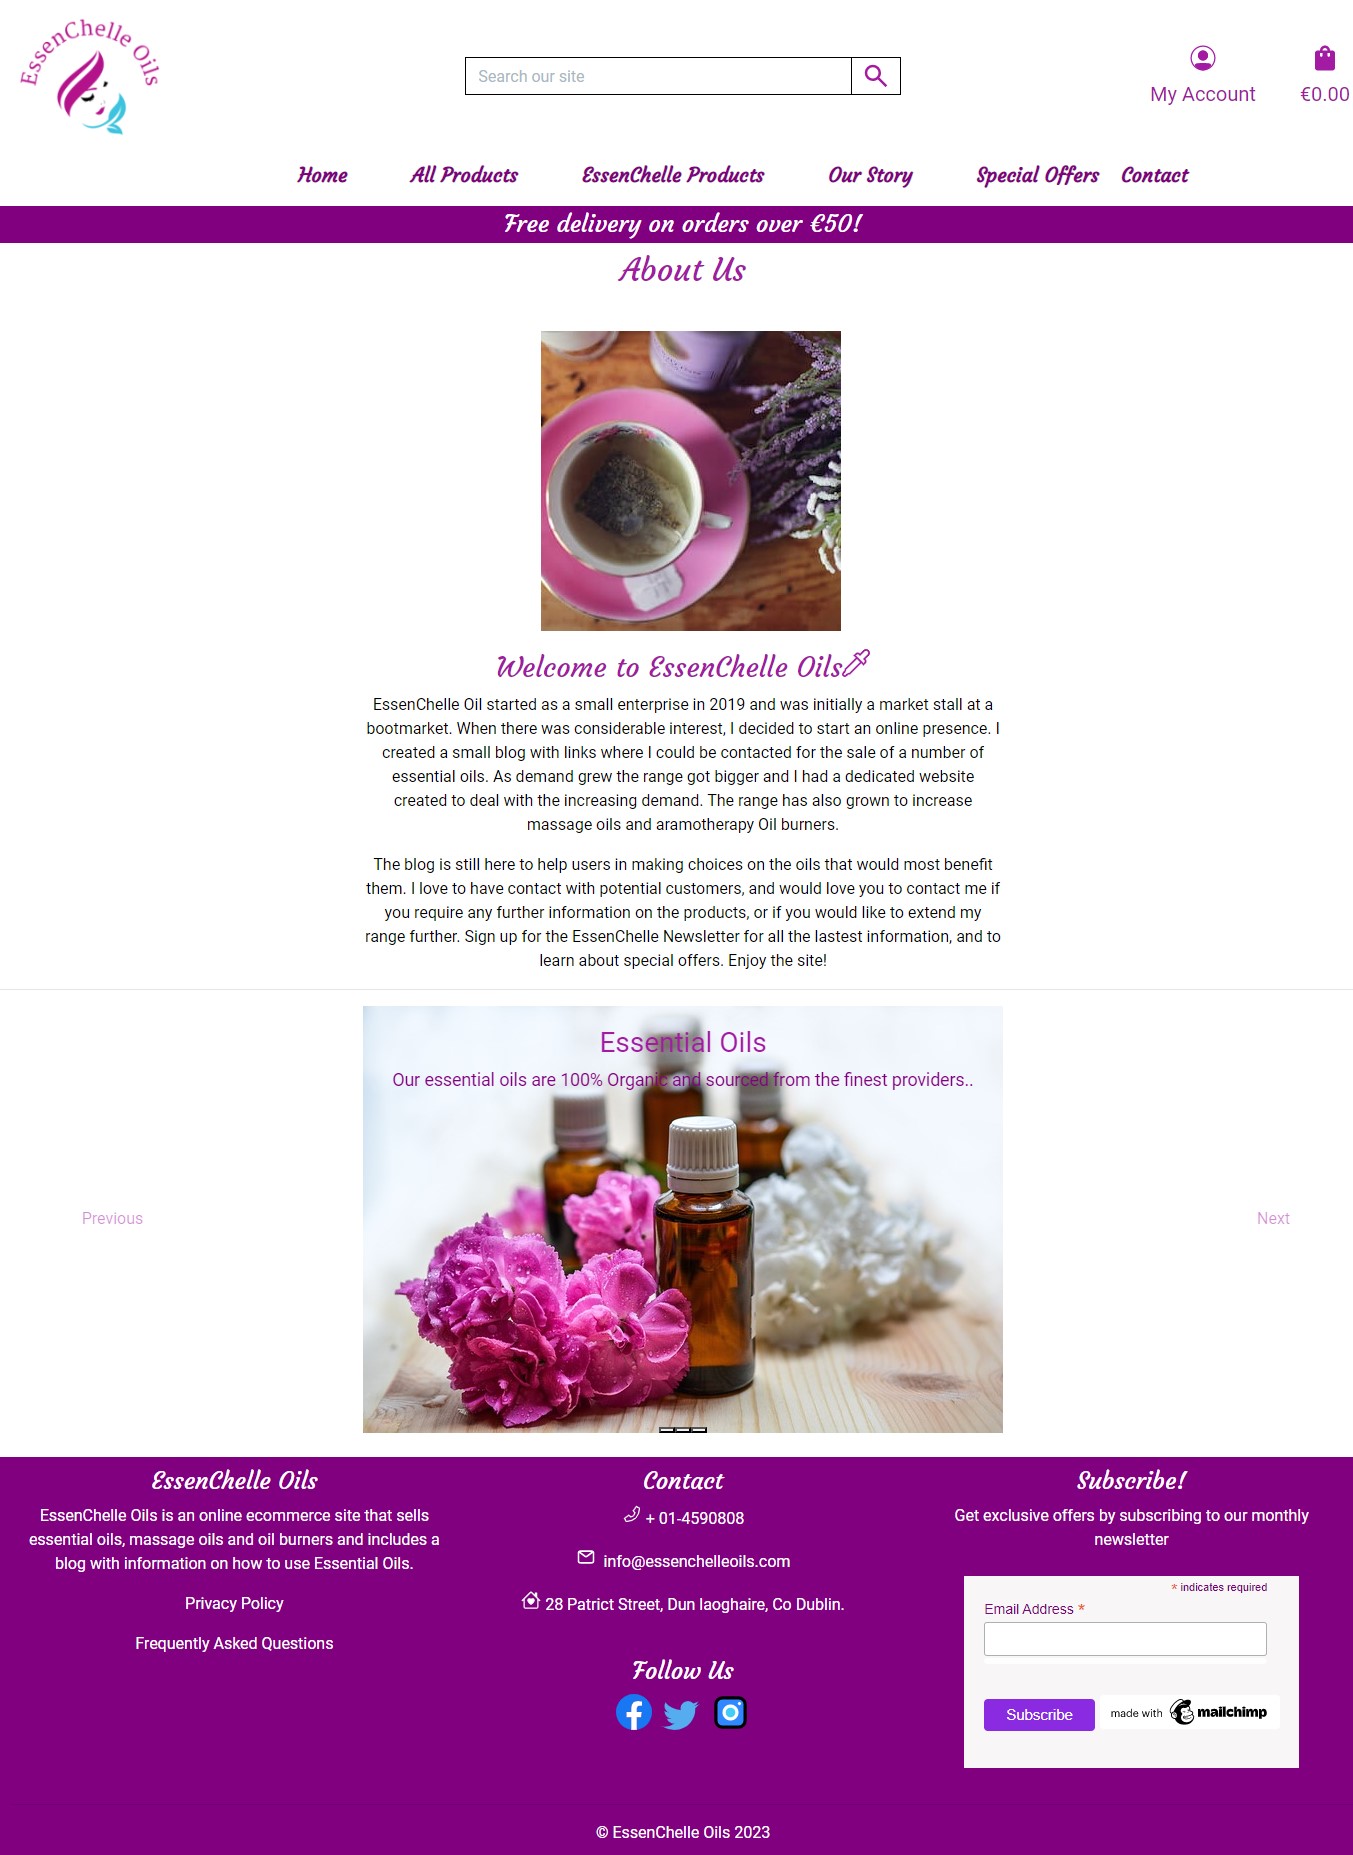 EssenChelle Oils
Search our site
My Account
€0.00
Home
All Products
EssenChelle Products
Our Story
Special Offers
Contact
Free delivery on orders over €50!
About Us
Welcome to EssenChelle Oils
EssenChelle Oil started as a small enterprise in 2019 and was initially a market stall at a
bootmarket. When there was considerable interest, I decided to start an online presence. I
created a small blog with links where I could be contacted for the sale of a number of
essential oils. As demand grew the range got bigger and I had a dedicated website
created to deal with the increasing demand. The range has also grown to increase
massage oils and aramotherapy Oil burners.
The blog is still here to help users in making choices on the oils that would most benefit
them. I love to have contact with potential customers, and would love you to contact me if
you require any further information on the products, or if you would like to extend my
range further. Sign up for the EssenChelle Newsletter for all the lastest information, and to
learn about special offers. Enjoy the site!
Essential Oils
Our essential oils are 100% Organic and sourced from the finest providers..
Previous
Next
EssenChelle Oils
EssenChelle Oils is an online ecommerce site that sells
essential oils, massage oils and oil burners and includes a
blog with information on how to use Essential Oils.
Privacy Policy
Frequently Asked Questions
Contact
+ 01-4590808
info@essenchelleoils.com
28 Patrict Street, Dun laoghaire, Co Dublin.
Follow Us
Subscribe!
Get exclusive offers by subscribing to our monthly
newsletter
* indicates required
Email Address *
Subscribe
made with mailchimp
© EssenChelle Oils 2023